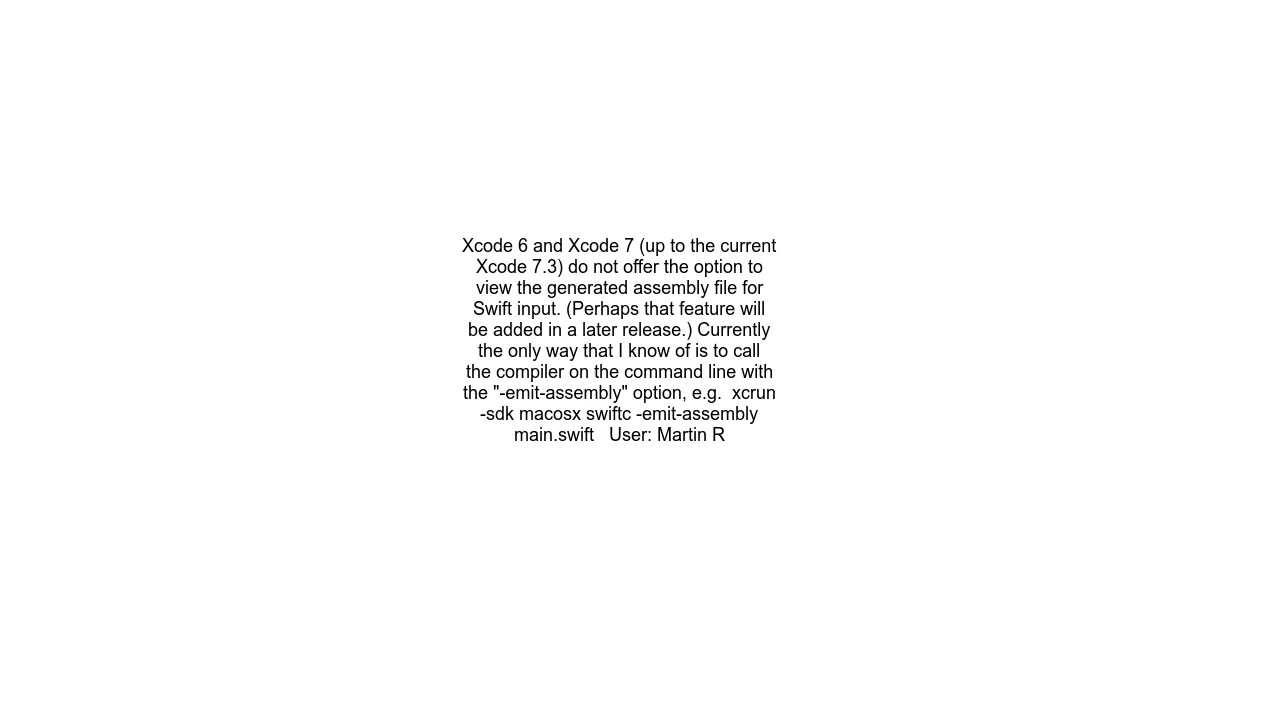 Xcode 6 and Xcode 7 (up to the current
Xcode 7.3) do not offer the option to
view the generated assembly file for
Swift input. (Perhaps that feature will
be added in a later release.) Currently
the only way that I know of is to call
the compiler on the command line with
the "-emit-assembly" option, e.g.  xcrun
-sdk macosx swiftc -emit-assembly
main.swift   User: Martin R